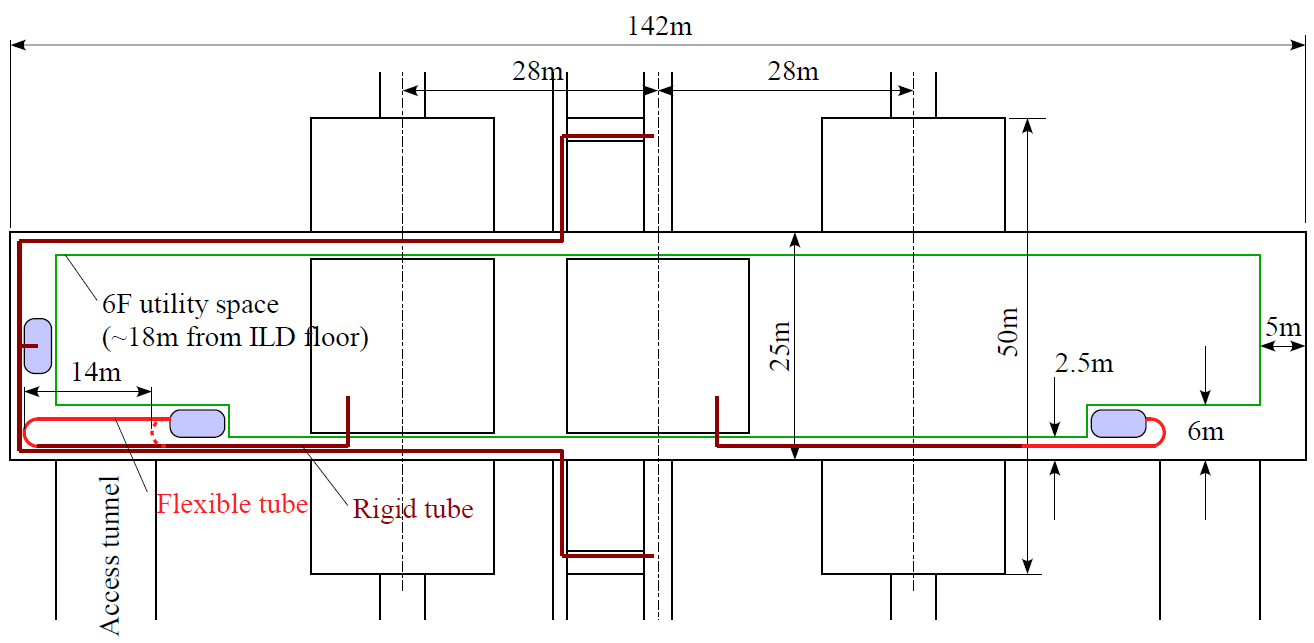 142m
28m
28m
6F utility space
(~18m from ILD floor)
14m
25m
50m
5m
2.5m
6m
Access tunnel
Flexible tube
Rigid tube